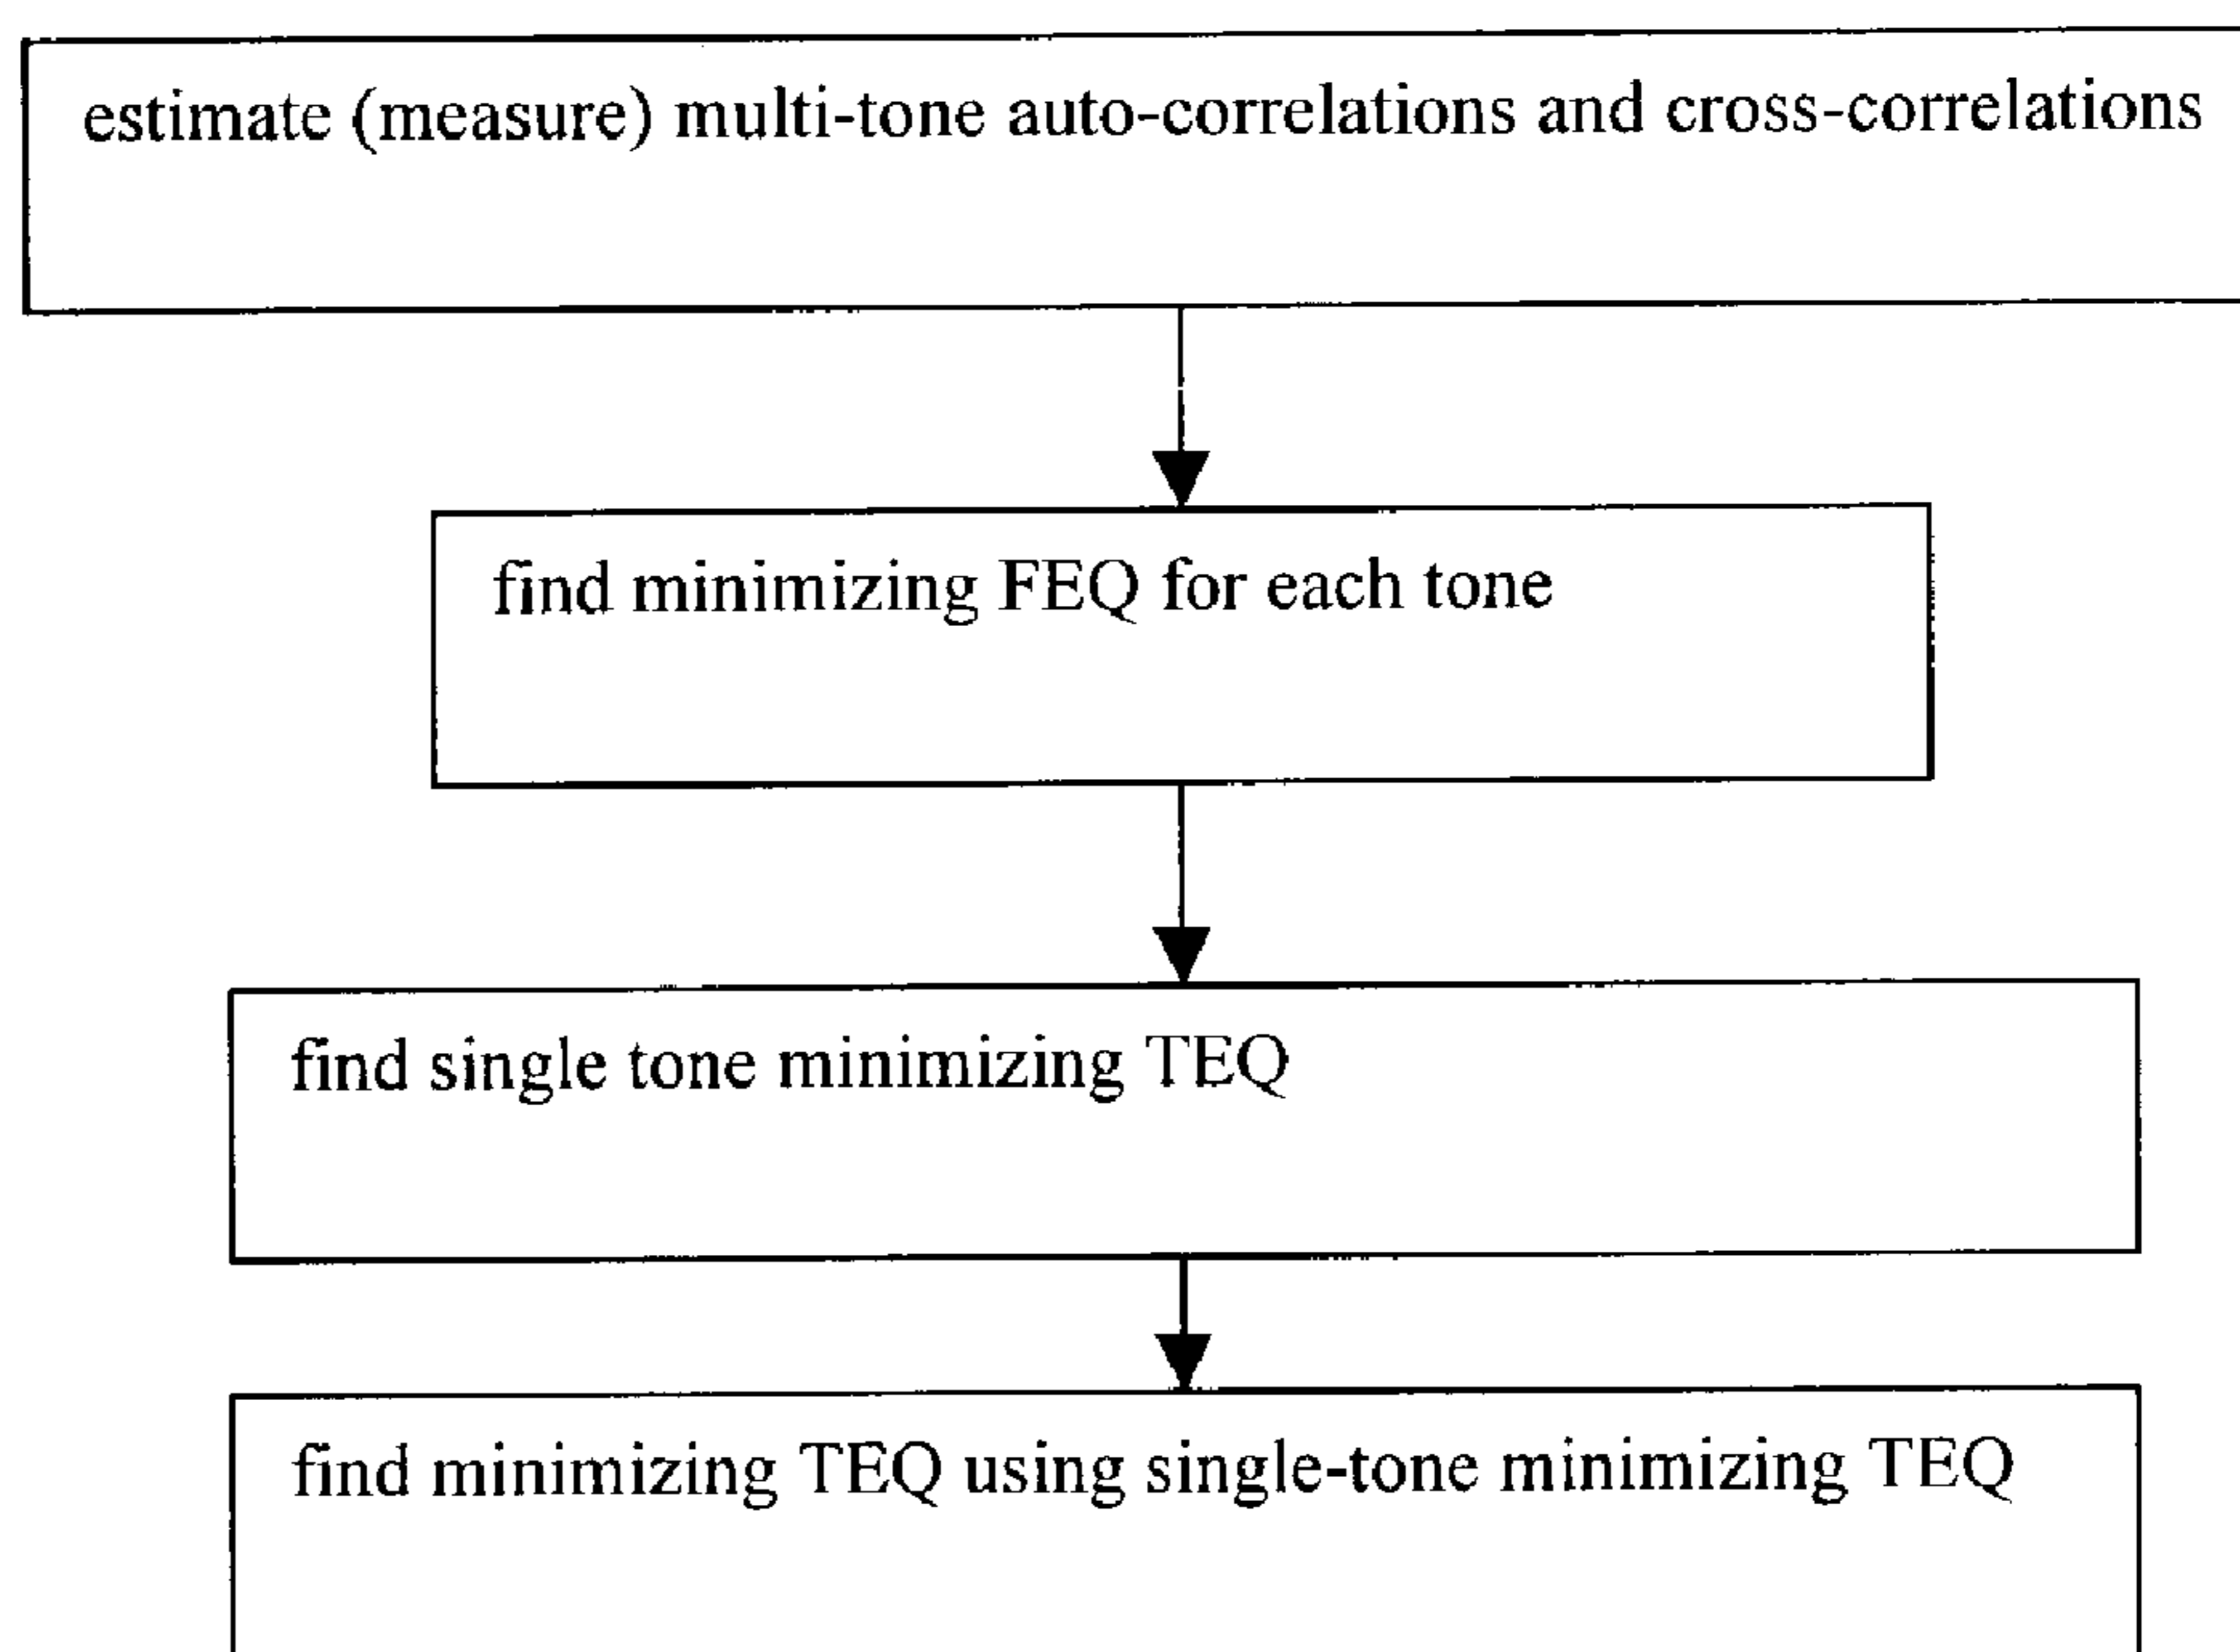 estimate (measure) multi-tone auto-correlations and cross-correlations
find minimizing FEQ for each tone
find single tone minimizing TEQ
find minimizing TEQ using single-tone minimizing TEQ